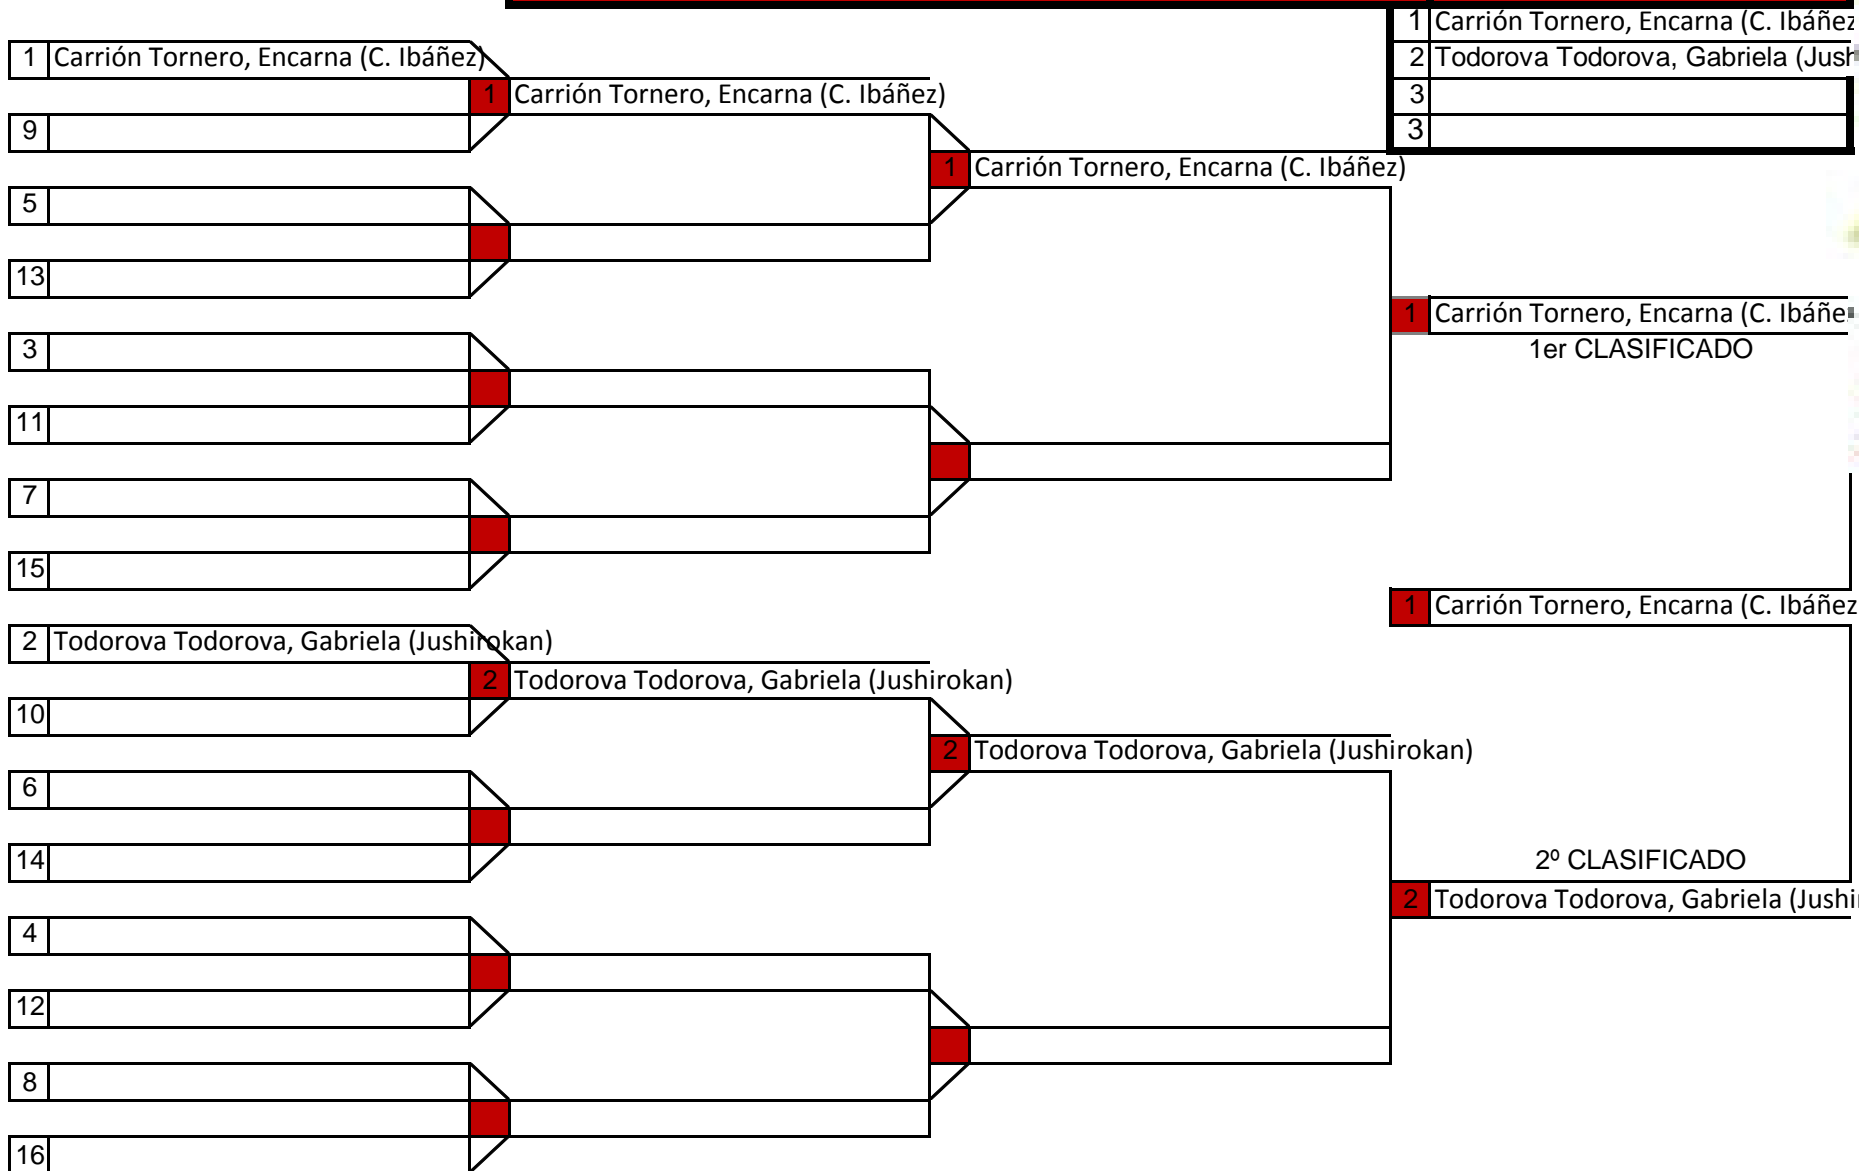 1 Carrión Tornero, Encarna (C. Ibáñez
1 Carrión Tornero, Encarna (C. Ibáñez)
2 Todorova Todorova, Gabriela (Jush
1 Carrión Tornero, Encarna (C. Ibáñez)
3
9
3
1 Carrión Tornero, Encarna (C. Ibáñez)
5
13
1 Carrión Tornero, Encarna (C. Ibáñe
3
1er CLASIFICADO
11
7
15
1 Carrión Tornero, Encarna (C. Ibáñez
2 Todorova Todorova, Gabriela (Jushirokan)
2 Todorova Todorova, Gabriela (Jushirokan)
10
2 Todorova Todorova, Gabriela (Jushirokan)
6
14
2º CLASIFICADO
2 Todorova Todorova, Gabriela (Jushi
4
12
8
16